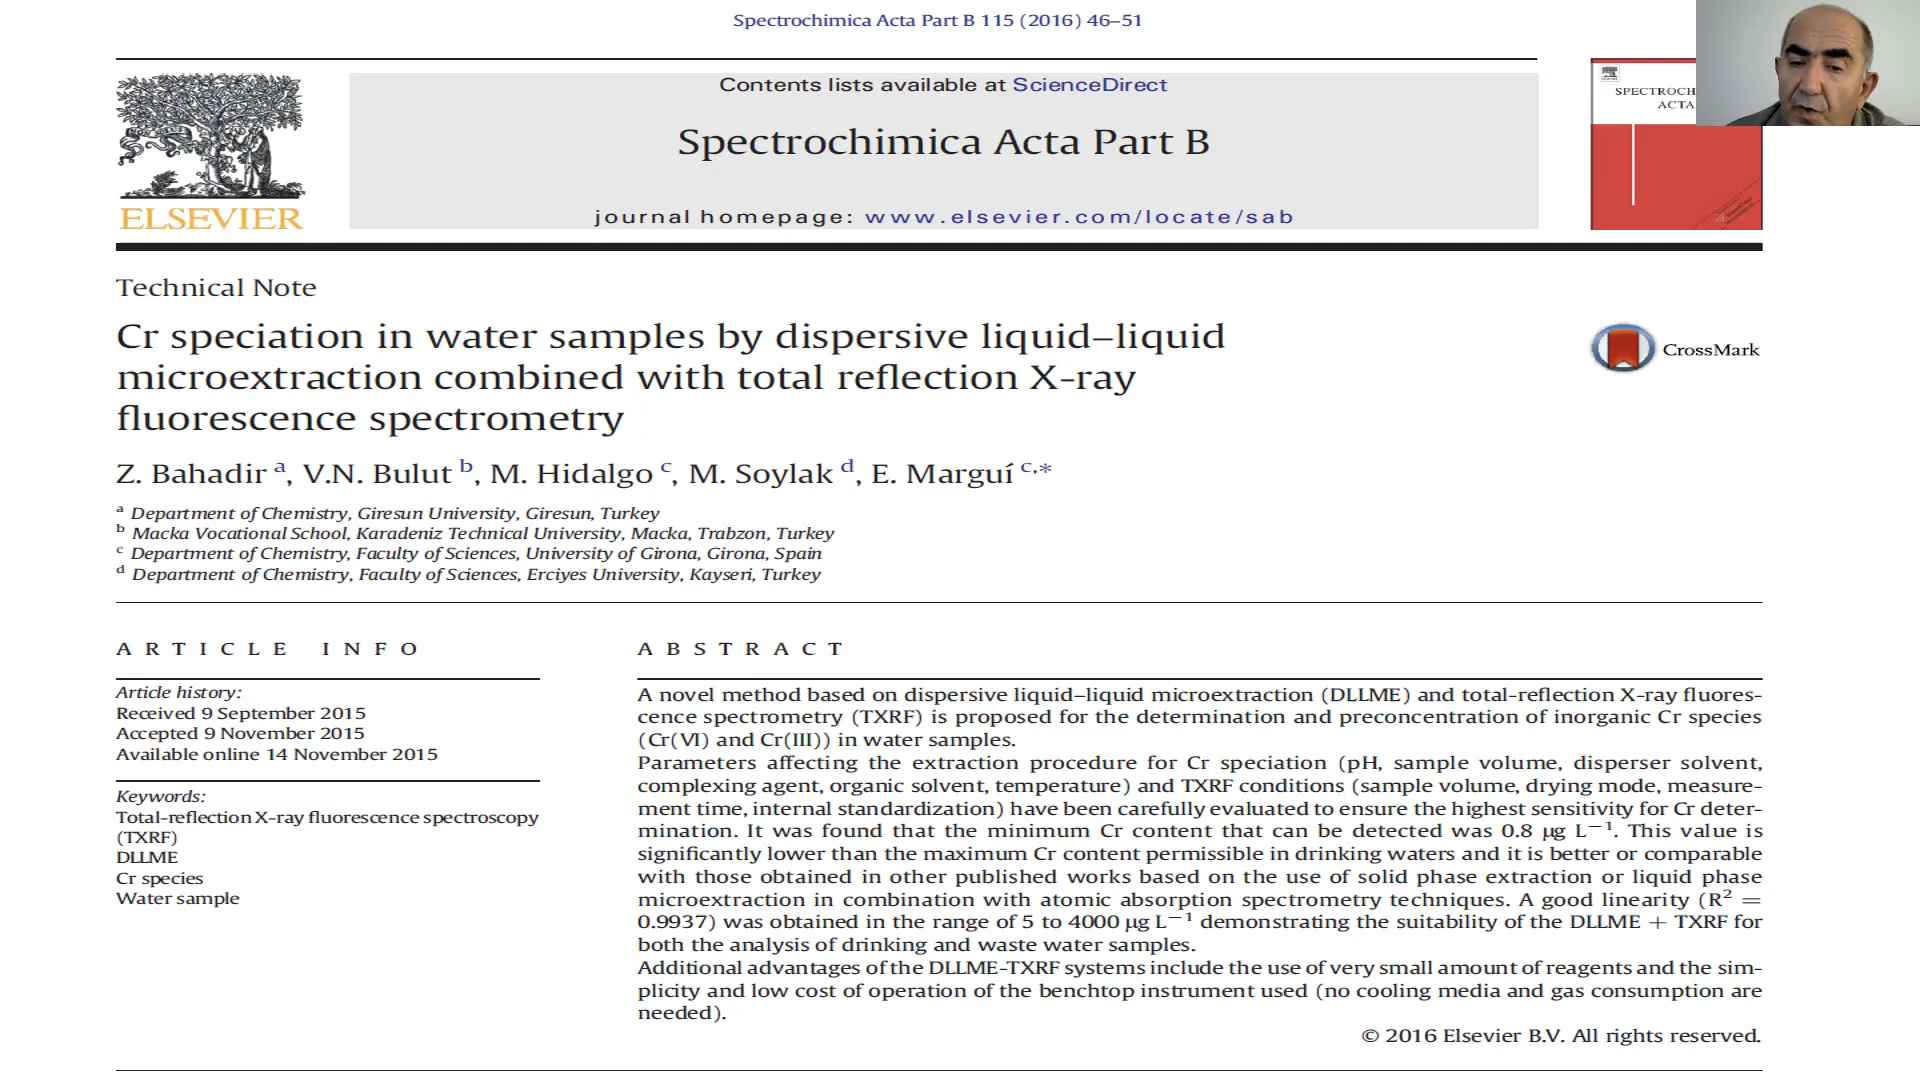 Spectrochimica Acta Part B 115 (2016) 46–51
Contents lists available at ScienceDirect
Spectrochimica Acta Part B
journal homepage: www.elsevier.com/locate/sab
ELSEVIER
SPECTROCH
ACTA
Technical Note
Cr speciation in water samples by dispersive liquid–liquid
microextraction combined with total reflection X-ray
fluorescence spectrometry
CrossMark
Z. Bahadir a, V.N. Bulut b, M. Hidalgo c, M. Soylak d, E. Marguí c,*
a Department of Chemistry, Giresun University, Giresun, Turkey
b Macka Vocational School, Karadeniz Technical University, Macka, Trabzon, Turkey
c Department of Chemistry, Faculty of Sciences, University of Girona, Girona, Spain
d Department of Chemistry, Faculty of Sciences, Erciyes University, Kayseri, Turkey
ARTICLE INFO
Article history:
Received 9 September 2015
Accepted 9 November 2015
Available online 14 November 2015
Keywords:
Total-reflection X-ray fluorescence spectroscopy
(TXRF)
DLLME
Cr species
Water sample
ABSTRACT
A novel method based on dispersive liquid–liquid microextraction (DLLME) and total-reflection X-ray fluores-
cence spectrometry (TXRF) is proposed for the determination and preconcentration of inorganic Cr species
(Cr(VI) and Cr(III)) in water samples.
Parameters affecting the extraction procedure for Cr speciation (pH, sample volume, disperser solvent,
complexing agent, organic solvent, temperature) and TXRF conditions (sample volume, drying mode, measure-
ment time, internal standardization) have been carefully evaluated to ensure the highest sensitivity for Cr deter-
mination. It was found that the minimum Cr content that can be detected was 0.8 μg L−1. This value is
significantly lower than the maximum Cr content permissible in drinking waters and it is better or comparable
with those obtained in other published works based on the use of solid phase extraction or liquid phase
microextraction in combination with atomic absorption spectrometry techniques. A good linearity (R2 =
0.9937) was obtained in the range of 5 to 4000 μg L−1 demonstrating the suitability of the DLLME + TXRF for
both the analysis of drinking and waste water samples.
Additional advantages of the DLLME-TXRF systems include the use of very small amount of reagents and the sim-
plicity and low cost of operation of the benchtop instrument used (no cooling media and gas consumption are
needed).
© 2016 Elsevier B.V. All rights reserved.